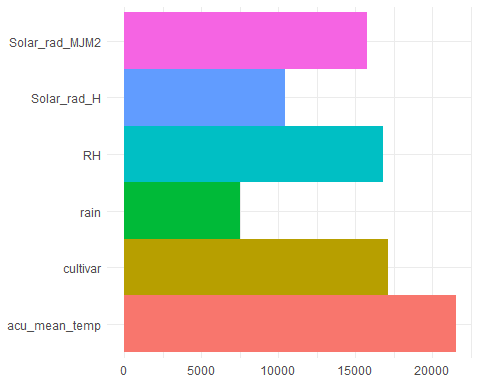 Solar_rad_MJM2
Solar_rad_H
RH
rain
cultivar
acu_mean_temp
0 5000 10000 15000 20000